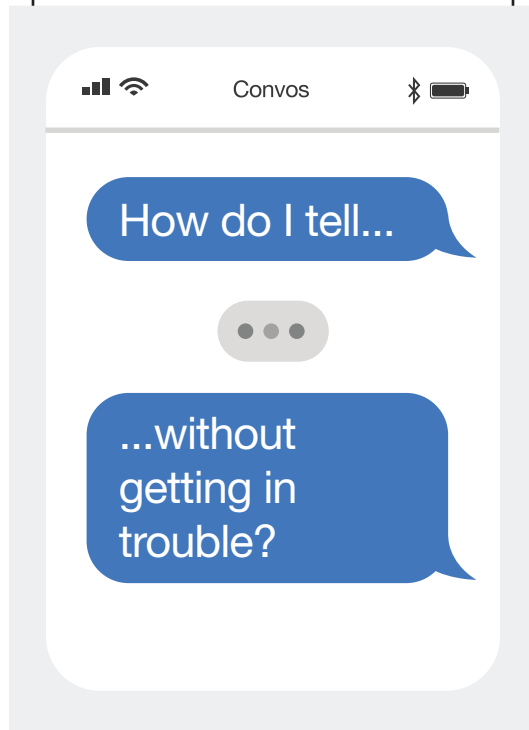 Convos
How do I tell...
...without
getting in
trouble?